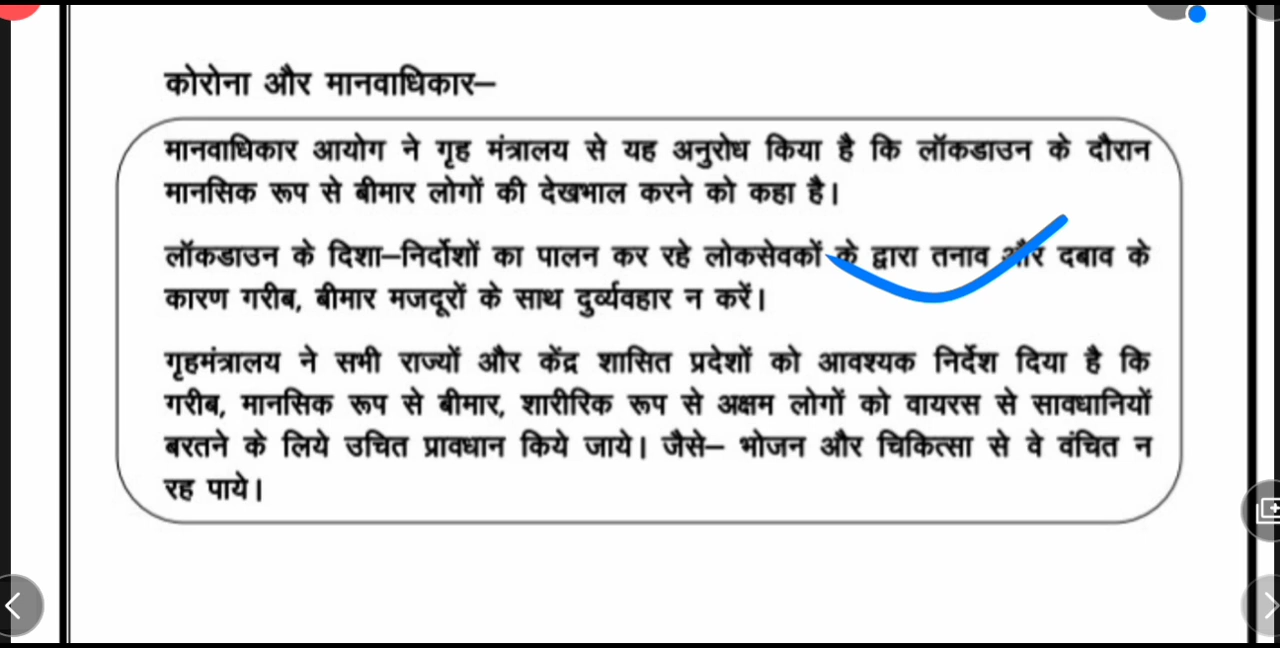 कोरोना और मानवाधिकार–
मानवाधिकार आयोग ने गृह मंत्रालय से यह अनुरोध किया है कि लॉकडाउन के दौरान
मानसिक रूप से बीमार लोगों की देखभाल करने को कहा है।
लॉकडाउन के दिशा–निर्दोशों का पालन कर रहे लोकसेवकों के द्वारा तनाव और दबाव के
कारण गरीब, बीमार मजदूरों के साथ दुर्व्यवहार न करें।
गृहमंत्रालय ने सभी राज्यों और केंद्र शासित प्रदेशों को आवश्यक निर्देश दिया है कि
गरीब, मानसिक रूप से बीमार, शारीरिक रूप से अक्षम लोगों को वायरस से सावधानियों
बरतने के लिये उचित प्रावधान किये जाये। जैसे– भोजन और चिकित्सा से वे वंचित न
रह पाये।